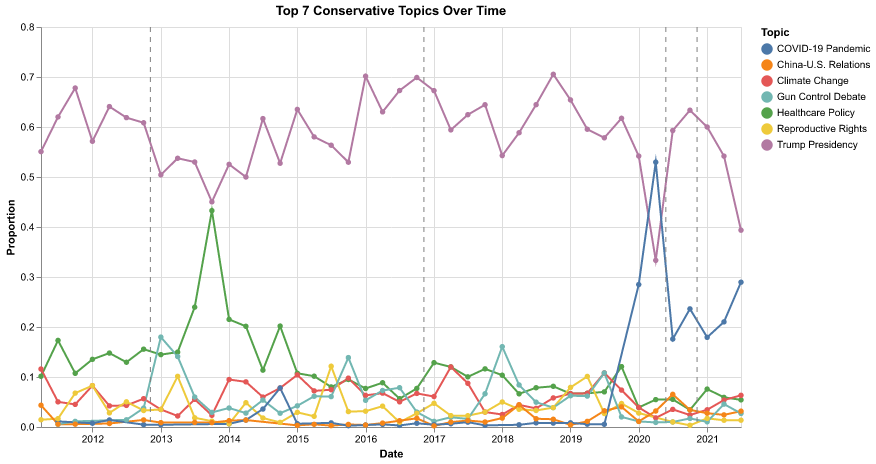 Top 7 Conservative Topics Over Time
0.8
0.7
0.6
0.5
0.4
0.3
0.2
0.1
0.0
Proportion
2012 2013 2014 2015 2016 2017 2018 2019 2020 2021
Date
Topic
COVID-19 Pandemic
China-U.S. Relations
Climate Change
Gun Control Debate
Healthcare Policy
Reproductive Rights
Trump Presidency